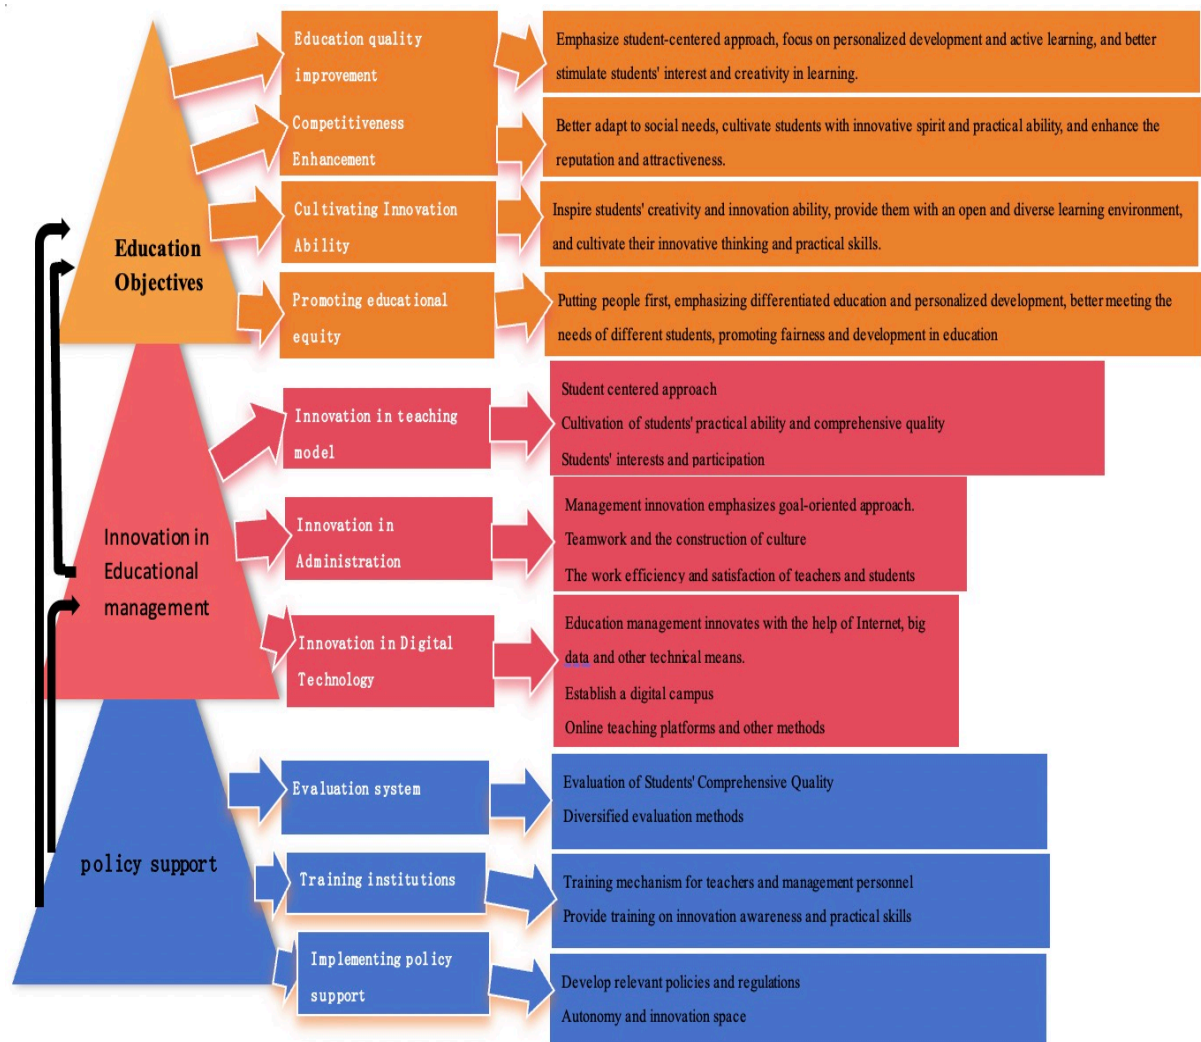 Education quality
improvement
Emphasize student-centered approach, focus on personalized development and active learning, and better
stimulate students' interest and creativity in learning.
Competitiveness
Enhancement
Better adapt to social needs, cultivate students with innovative spirit and practical ability, and enhance the
reputation and attractiveness.
Cultivating Innovation
Ability
Inspire students' creativity and innovation ability, provide them with an open and diverse learning environment,
and cultivate their innovative thinking and practical skills.
Education
Objectives
Promoting educational
equity
Putting people first, emphasizing differentiated education and personalized development, better meeting the
needs of different students, promoting fairness and development in education
Innovation in teaching
model
Student centered approach
Cultivation of students' practical ability and comprehensive quality
Students' interests and participation
Innovation in
Educational
management
Innovation in
Administration
Management innovation emphasizes goal-oriented approach.
Teamwork and the construction of culture
The work efficiency and satisfaction of teachers and students
Innovation in Digital
Technology
Education management innovates with the help of Internet, big
data and other technical means.
Establish a digital campus
Online teaching platforms and other methods
policy support
Evaluation system
Evaluation of Students' Comprehensive Quality
Diversified evaluation methods
Training institutions
Training mechanism for teachers and management personnel
Provide training on innovation awareness and practical skills
Implementing policy
support
Develop relevant policies and regulations
Autonomy and innovation space